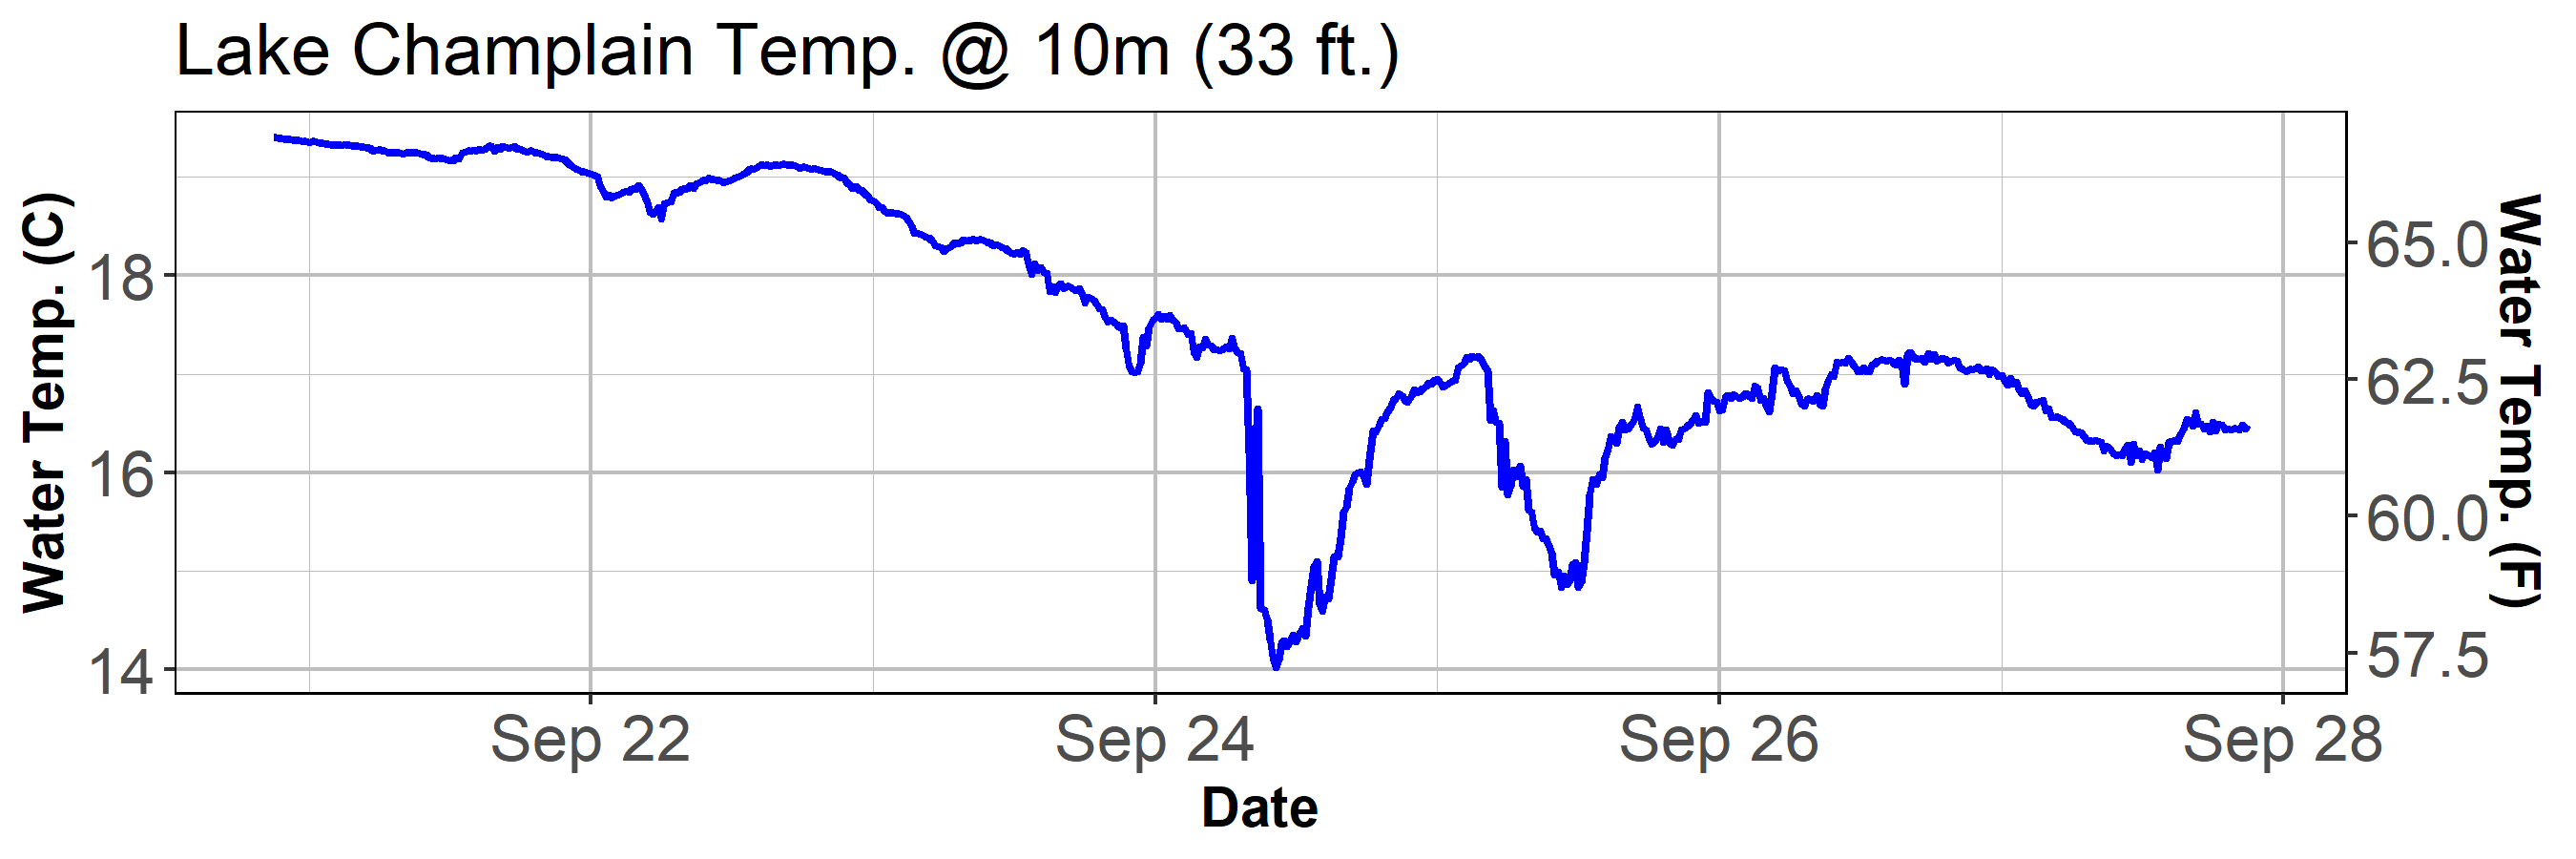 Lake Champlain Temp. @ 10m (33 ft.)
Water Temp. (C)
18
16
14
65.0
62.5
60.0
57.5
Water Temp. (F)
Sep 22
Sep 24
Sep 26
Sep 28
Date